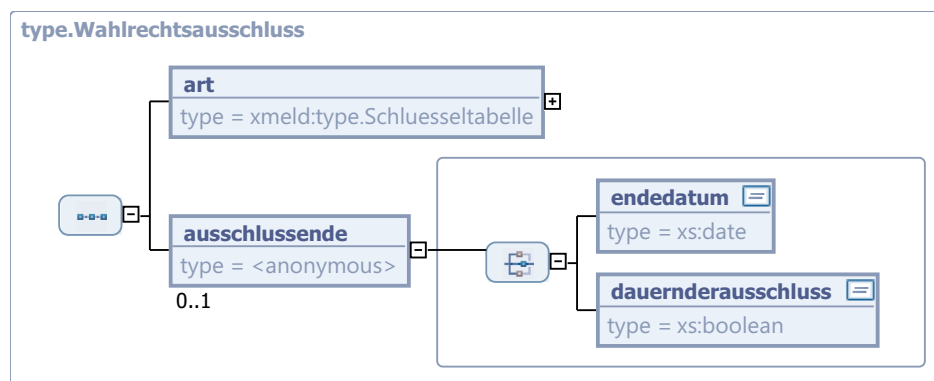 type.Wahlrechtsausschluss
art
type = xmeld:type.Schluesseltabelle
ausschlussende
type = <anonymous>
0..1
endedatum
type = xs:date
dauernderausschluss
type = xs:boolean